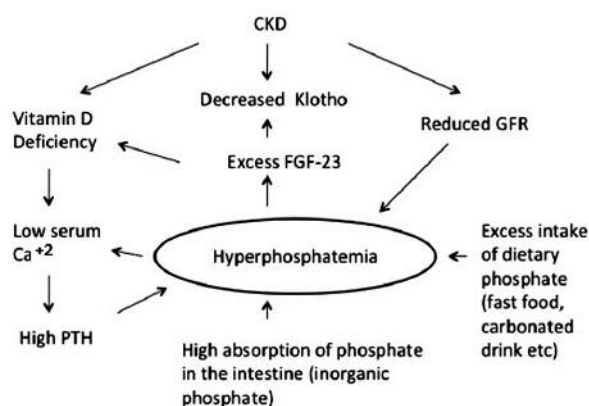 CKD
Decreased Klotho
Vitamin D
Deficiency
Reduced GFR
Excess FGF-23
Low serum
Ca+2
Hyperphosphatemia
Excess intake
of dietary
phosphate
(fast food,
carbonated
drink etc)
High PTH
High absorption of phosphate
in the intestine (inorganic
phosphate)